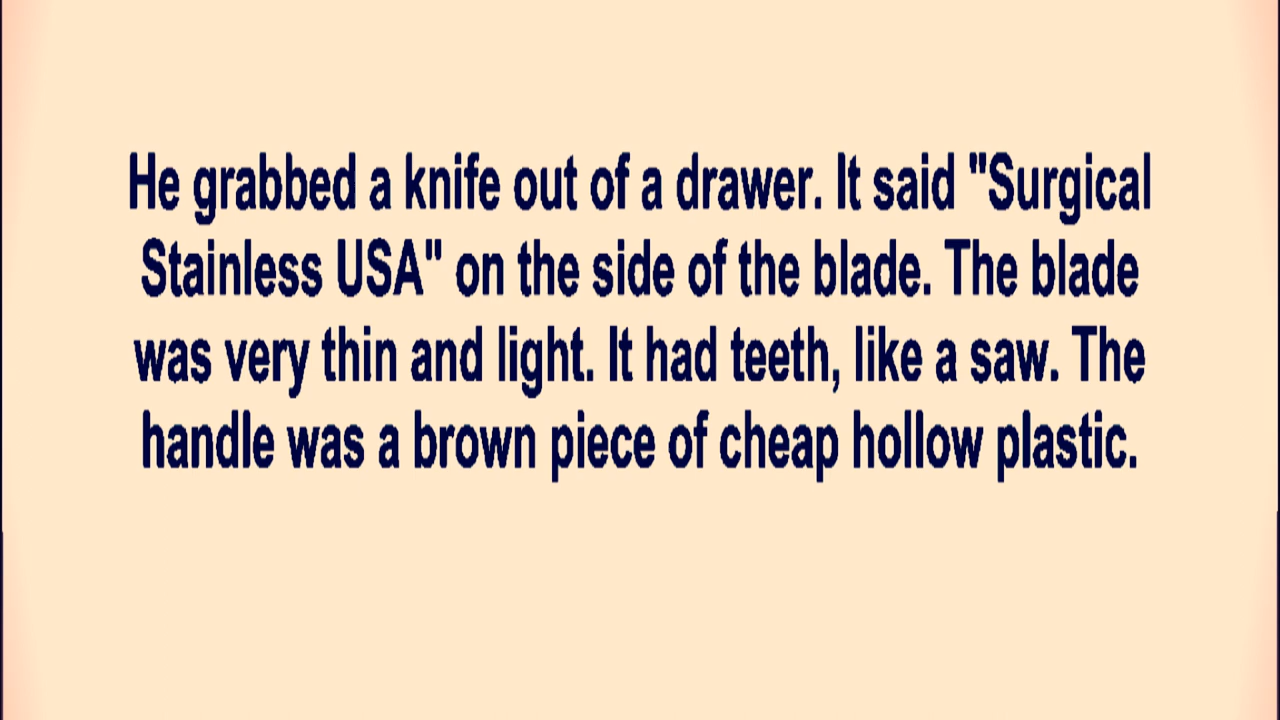 He grabbed a knife out of a drawer. It said "Surgical
Stainless USA" on the side of the blade. The blade
was very thin and light. It had teeth, like a saw. The
handle was a brown piece of cheap hollow plastic.